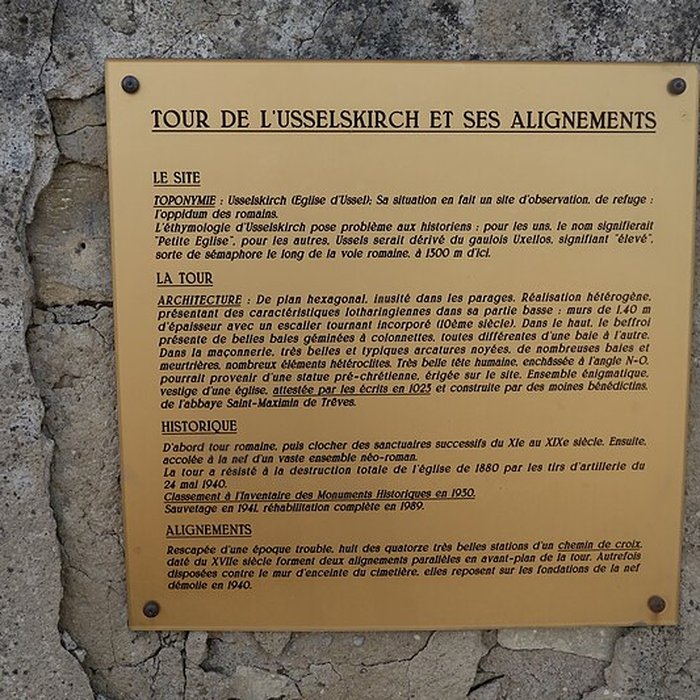 TOUR DE L'USSELSKIRCH ET SES ALIGNEMENTS
LE SITE
TOPONYMIE : Usselskirch (Eglise d'Ussel); Sa situation en fait un site d'observation, de refuge :
l'oppidum des romains.
L'éthymologie d'Usselskirch pose problème aux historiens : pour les uns, le nom signifierait
"Petite Eglise", pour les autres, Ussels serait dérivé du gaulois Uxellos, signifiant "élevé",
sorte de sémaphore le long de la voie romaine, à 1500 m d'ici.
LA TOUR
ARCHITECTURE : De plan hexagonal, inusité dans les parages. Réalisation hétérogène,
présentant des caractéristiques lotharingiennes dans sa partie basse : murs de 1,40 m
d'épaisseur avec un escalier tournant incorporé (10ème siècle). Dans le haut, le beffroi
présente de belles baies géminées à colonnettes, toutes différentes d'une baie à l'autre.
Dans la maçonnerie, très belles et typiques arcatures noyées, de nombreuses baies et
meurtrières, nombreux éléments hétéroclites. Très belle tête humaine, enchâssée à l'angle N-O,
pourrait provenir d'une statue pré-chrétienne, érigée sur le site. Ensemble énigmatique,
vestige d'une église, attestée par les écrits en 1023 et construite par des moines bénédictins,
de l'abbaye Saint-Maximin de Trêves.
HISTORIQUE
D'abord tour romaine, puis clocher des sanctuaires successifs du XIe au XIXe siècle. Ensuite,
accolée à la nef d'un vaste ensemble néo-roman.
La tour a résisté à la destruction totale de l'église de 1880 par les tirs d'artillerie du
24 mai 1940.
Classement à l'Inventaire des Monuments Historiques en 1930.
Sauvetage en 1941, réhabilitation complète en 1989.
ALIGNEMENTS
Rescapée d'une époque trouble, huit des quatorze très belles stations d'un chemin de croix,
daté du XVIIe siècle forment deux alignements parallèles en avant-plan de la tour. Autrefois
disposées contre le mur d'enceinte du cimetière, elles reposent sur les fondations de la nef
démolie en 1940.